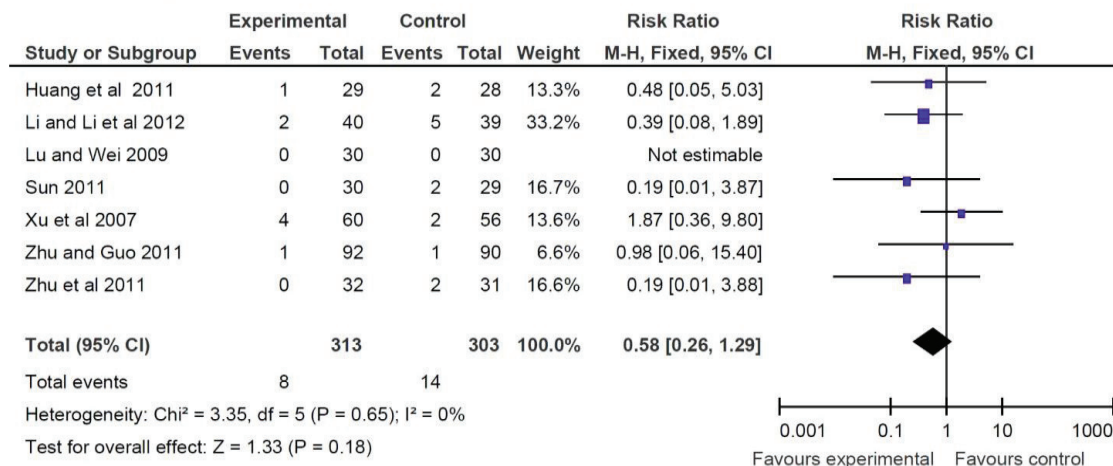 Experimental Control Risk Ratio Risk Ratio
Study or Subgroup Events Total Events Total Weight M-H, Fixed, 95% CI M-H, Fixed, 95% CI
Huang et al 2011 1 29 2 28 13.3% 0.48 [0.05, 5.03]
Li and Li et al 2012 2 40 5 39 33.2% 0.39 [0.08, 1.89]
Lu and Wei 2009 0 30 0 30 Not estimable
Sun 2011 0 30 2 29 16.7% 0.19 [0.01, 3.87]
Xu et al 2007 4 60 2 56 13.6% 1.87 [0.36, 9.80]
Zhu and Guo 2011 1 92 1 90 6.6% 0.98 [0.06, 15.40]
Zhu et al 2011 0 32 2 31 16.6% 0.19 [0.01, 3.88]
Total (95% CI) 313 303 100.0% 0.58 [0.26, 1.29]
Total events 8 14
Heterogeneity: Chi² = 3.35, df = 5 (P = 0.65); I² = 0%
Test for overall effect: Z = 1.33 (P = 0.18)
0.001 0.1 1 10 1000
Favours experimental Favours control